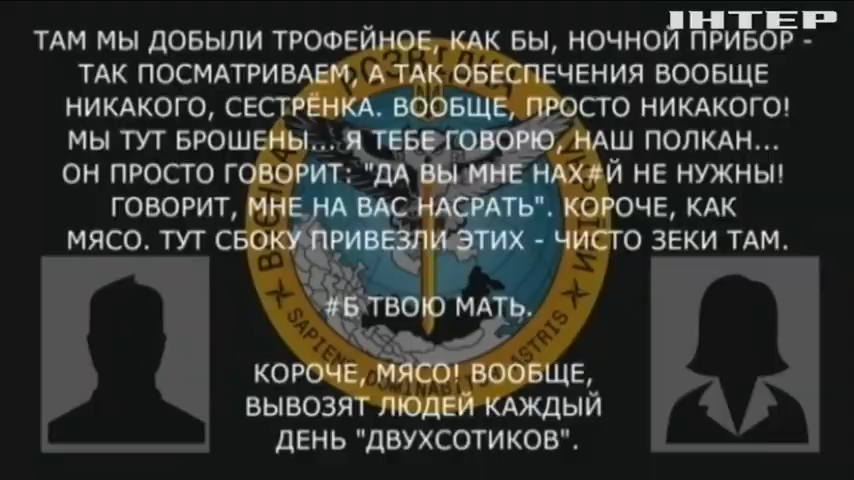 ІНТЕР
ТАМ МЫ ДОБЫЛИ ТРОФЕЙНОЕ, КАК БЫ, НОЧНОЙ ПРИБОР -
ТАК ПОСМАТРИВАЕМ, А ТАК ОБЕСПЕЧЕНИЯ ВООБЩЕ
НИКАКОГО, СЕСТРЁНКА. ВООБЩЕ, ПРОСТО НИКАКОГО!
МЫ ТУТ БРОШЕНЫ... Я ТЕБЕ ГОВОРЮ, НАШ ПОЛКАН...
ОН ПРОСТО ГОВОРИТ: "ДА ВЫ МНЕ НАХ#Й НЕ НУЖНЫ!
ГОВОРИТ, МНЕ НА ВАС НАСРАТЬ". КОРОЧЕ, КАК
МЯСО. ТУТ СБОКУ ПРИВЕЗЛИ ЭТИХ - ЧИСТО ЗЕКИ ТАМ.
#Б ТВОЮ МАТЬ.
КОРОЧЕ, МЯСО! ВООБЩЕ,
ВЫВОЗЯТ ЛЮДЕЙ КАЖДЫЙ
ДЕНЬ "ДВУХСОТИКОВ".
SAPIENS DOMINABITUR ASTRIS